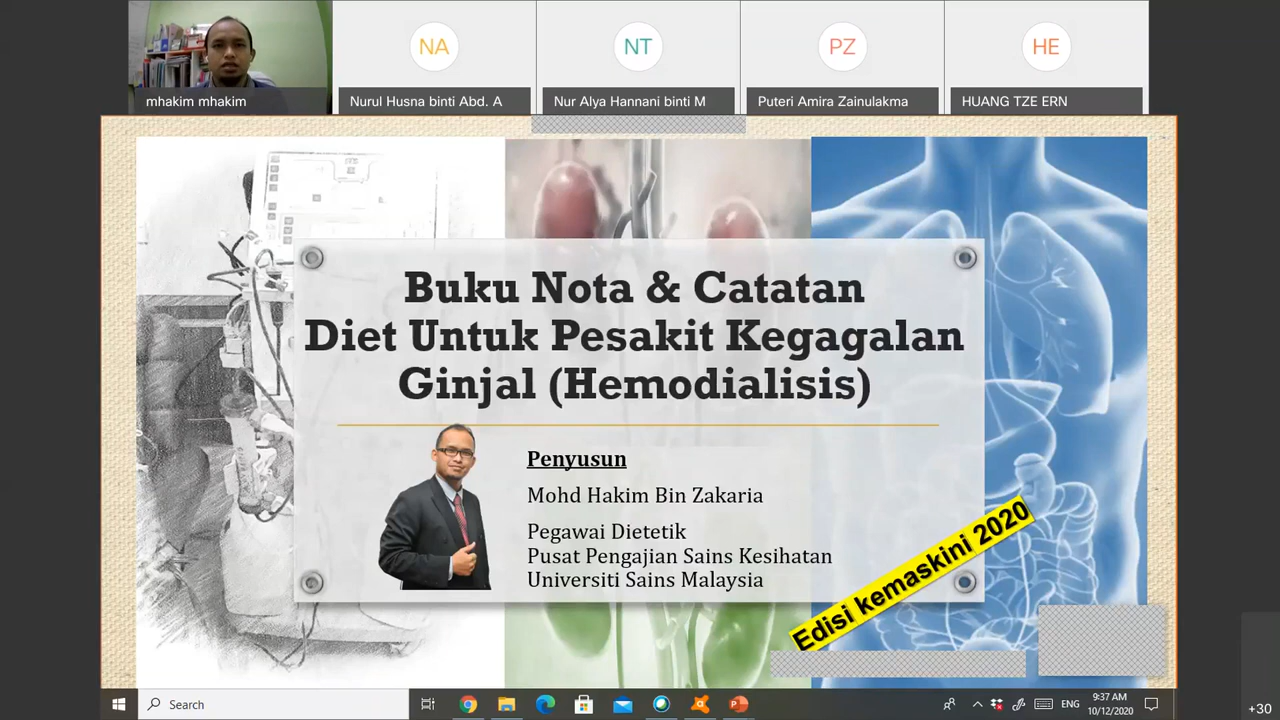 NA
NT
PZ
HE
mhakim mhakim
Nurul Husna binti Abd. A
Nur Alya Hannani binti M
Puteri Amira Zainulakma
HUANG TZE ERN
Buku Nota & Catatan
Diet Untuk Pesakit Kegagalan
Ginjal (Hemodialisis)
Penyusun
Mohd Hakim Bin Zakaria
Pegawai Dietetik
Pusat Pengajian Sains Kesihatan
Universiti Sains Malaysia
Edisi kemaskini 2020
Search
ENG
9:37 AM
10/12/2020
+30